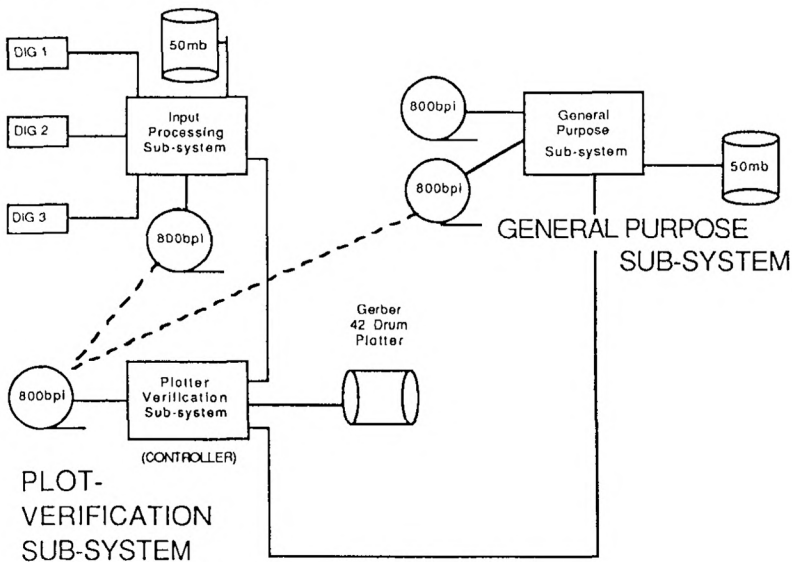 DIG 1
50mb
DIG 2
Input
Processing
Sub-system
DIG 3
800bpi
800bpi
800bpi
General
Purpose
Sub-system
50mb
GENERAL PURPOSE
SUB-SYSTEM
Gerber
42 Drum
Plotter
800bpi
Plotter
Verification
Sub-system
(CONTROLLER)
PLOT-
VERIFICATION
SUB-SYSTEM